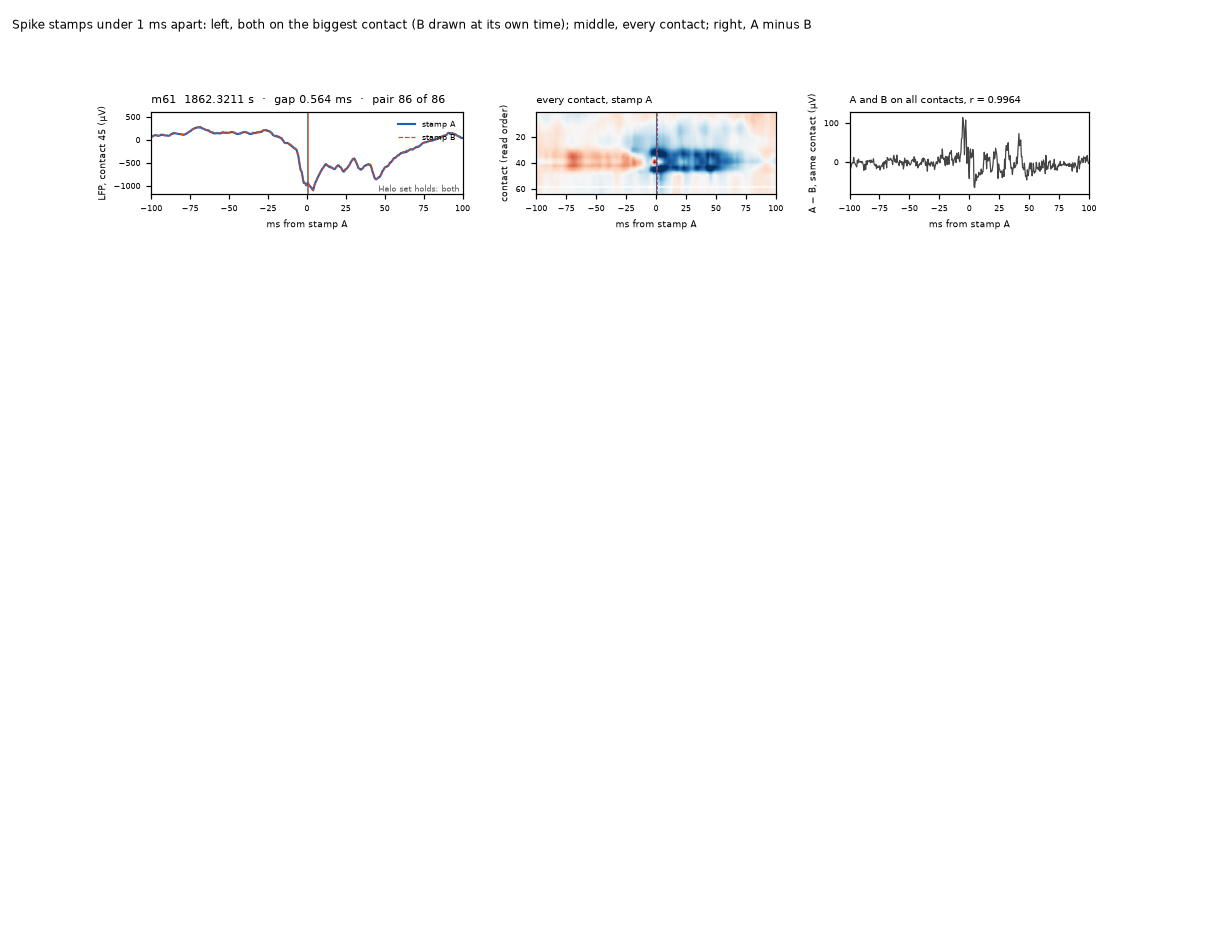 Spike stamps under 1 ms apart: left, both on the biggest contact (B drawn at its own time); middle, every contact; right, A minus B
m61 1862.3211 s · gap 0.564 ms · pair 86 of 86
LFP, contact 45 (µV)
500
0
−500
−1000
stamp A
stamp B
Halo set holds: both
−100 −75 −50 −25 0 25 50 75 100
ms from stamp A
every contact, stamp A
contact (read order)
20
40
60
−100 −75 −50 −25 0 25 50 75 100
ms from stamp A
A and B on all contacts, r = 0.9964
A − B, same contact (µV)
100
0
−100 −75 −50 −25 0 25 50 75 100
ms from stamp A